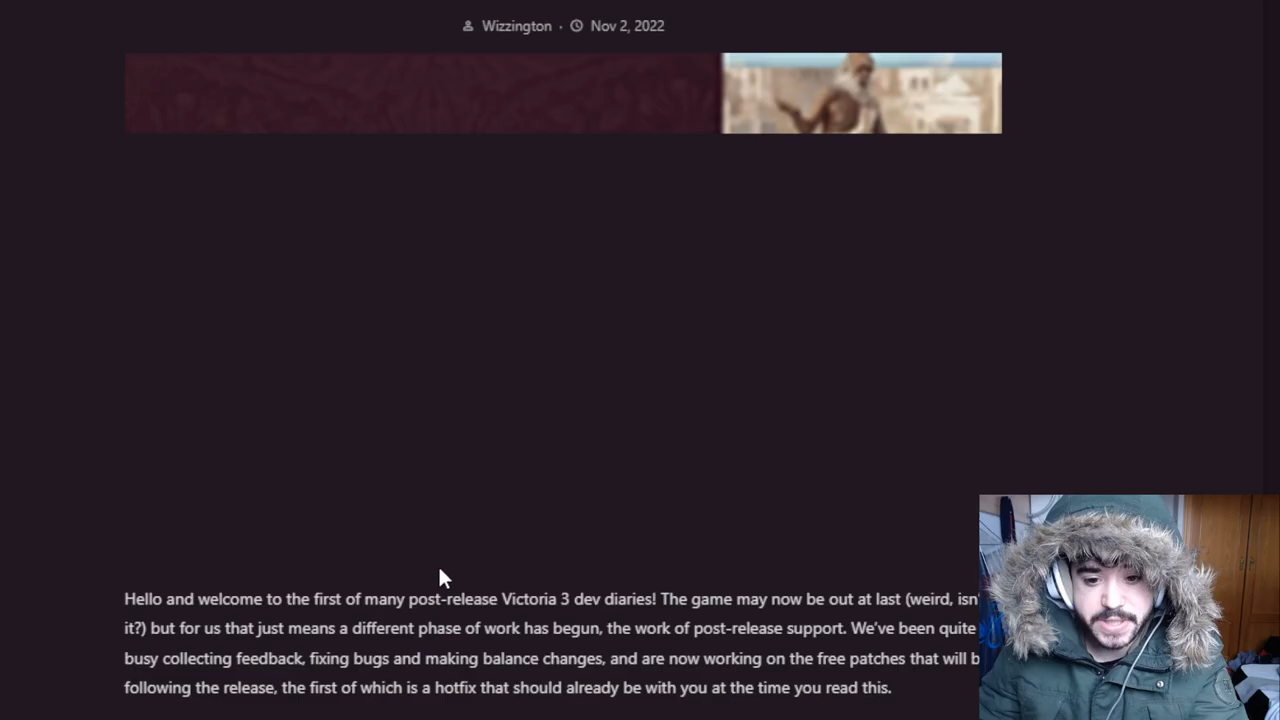 Wizzington · Nov 2, 2022
Hello and welcome to the first of many post-release Victoria 3 dev diaries! The game may now be out at last (weird, isn'
it?) but for us that just means a different phase of work has begun, the work of post-release support. We've been quite
busy collecting feedback, fixing bugs and making balance changes, and are now working on the free patches that will b
following the release, the first of which is a hotfix that should already be with you at the time you read this.